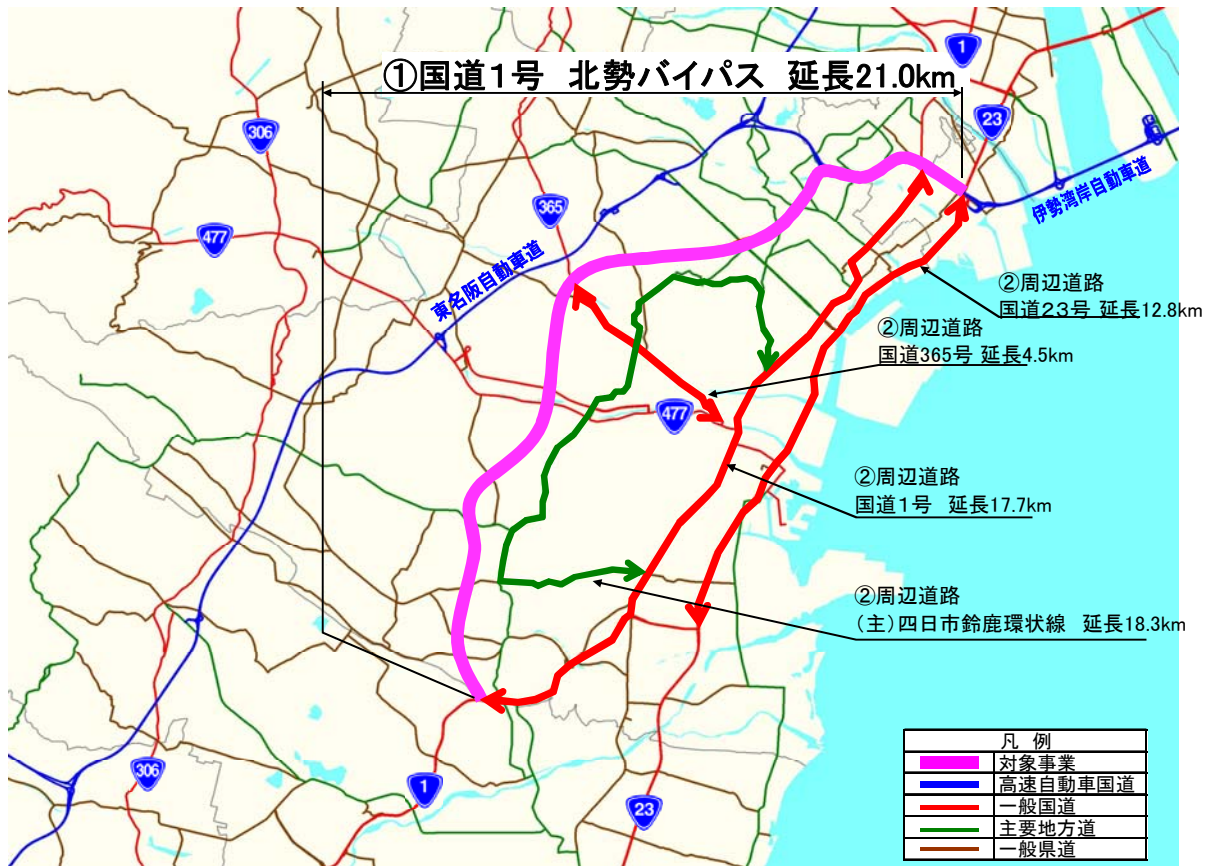 ①国道1号 北勢バイパス 延長21.0km
1
23
306
365
477
伊勢湾岸自動車道
東名阪自動車道
②周辺道路
国道23号 延長12.8km
②周辺道路
国道365号 延長4.5km
477
②周辺道路
国道1号 延長17.7km
②周辺道路
(主)四日市鈴鹿環状線 延長18.3km
306
1
23
凡 例
対象事業
高速自動車国道
一般国道
主要地方道
一般県道